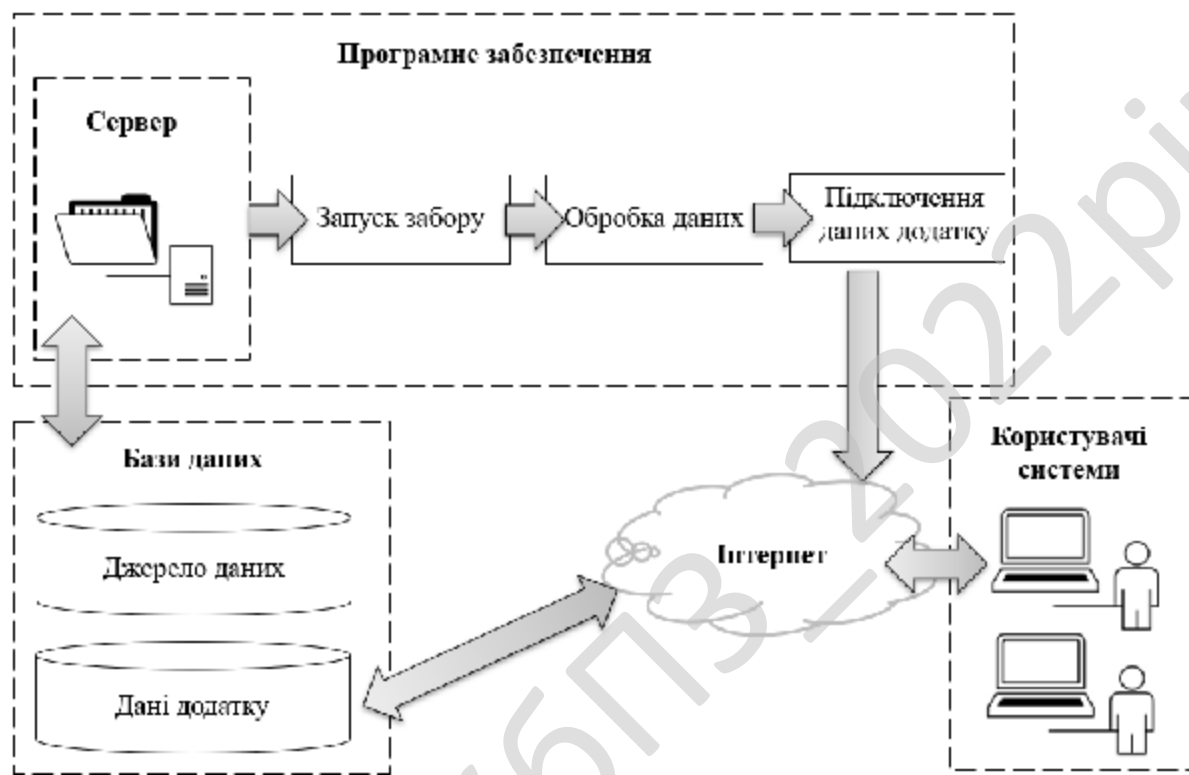 Програмне забезпечення
Сервер
Запуск забору
Обробка даних
Підключення
даних додатку
Бази даних
Джерело даних
Дані додатку
Інтернет
Користувачі
системи
бПЗ_2022рі